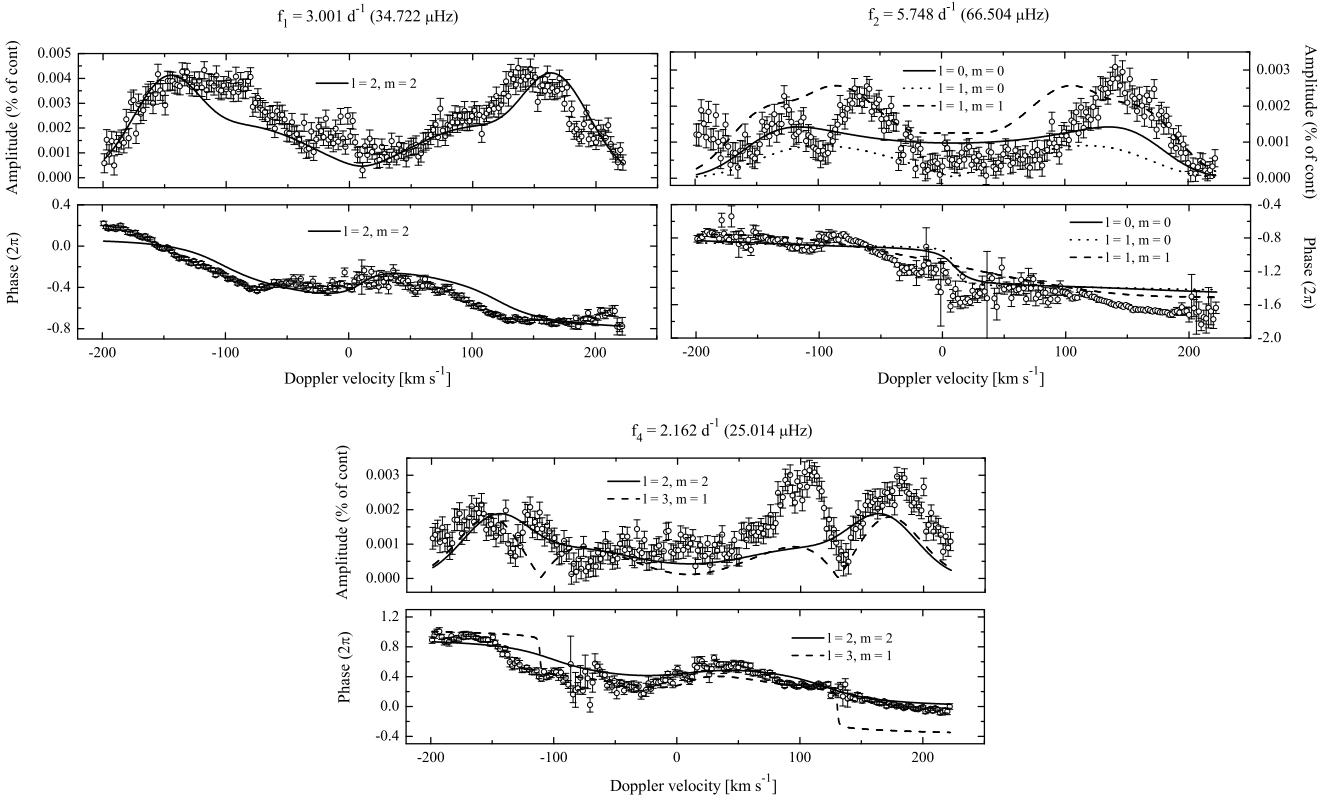 f1 = 3.001 d-1 (34.722 μHz)
Amplitude (% of cont)
0.005
0.004
0.003
0.002
0.001
0.000
l = 2, m = 2
Phase (2π)
0.4
0.0
-0.4
-0.8
l = 2, m = 2
-200 -100 0 100 200
Doppler velocity [km s-1]
f2 = 5.748 d-1 (66.504 μHz)
l = 0, m = 0
l = 1, m = 0
l = 1, m = 1
0.003
0.002
0.001
0.000
Amplitude (% of cont)
l = 0, m = 0
l = 1, m = 0
l = 1, m = 1
-0.4
-0.8
-1.2
-1.6
-2.0
Phase (2π)
-200 -100 0 100 200
Doppler velocity [km s-1]
f4 = 2.162 d-1 (25.014 μHz)
Amplitude (% of cont)
0.003
0.002
0.001
0.000
l = 2, m = 2
l = 3, m = 1
Phase (2π)
1.2
0.8
0.4
0.0
-0.4
l = 2, m = 2
l = 3, m = 1
-200 -100 0 100 200
Doppler velocity [km s-1]